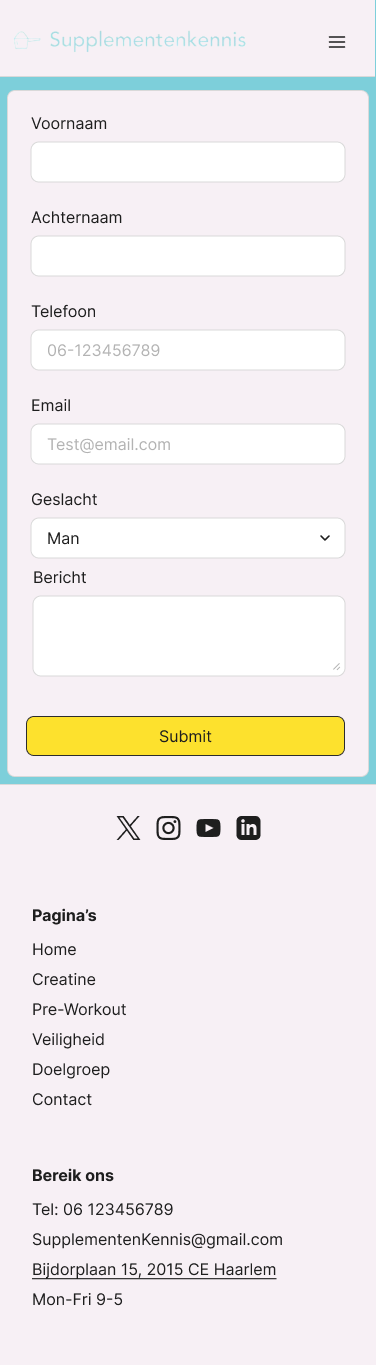 Supplementenkennis
Voornaam
Achternaam
Telefoon
06-123456789
Email
Test@email.com
Geslacht
Man
Bericht
Submit
Pagina’s
Home
Creatine
Pre-Workout
Veiligheid
Doelgroep
Contact
Bereik ons
Tel: 06 123456789
SupplementenKennis@gmail.com
Bijdorplaan 15, 2015 CE Haarlem
Mon-Fri 9-5